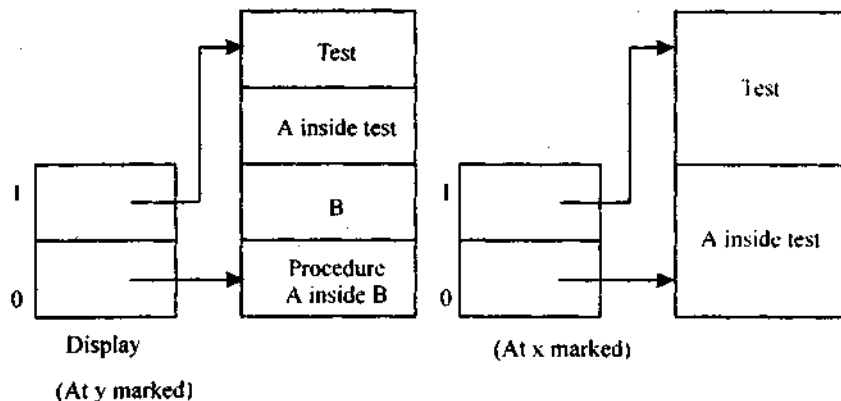 Test
A inside test
B
Procedure
A inside B
1
0
Display
(At y marked)
Test
A inside test
1
0
(At x marked)